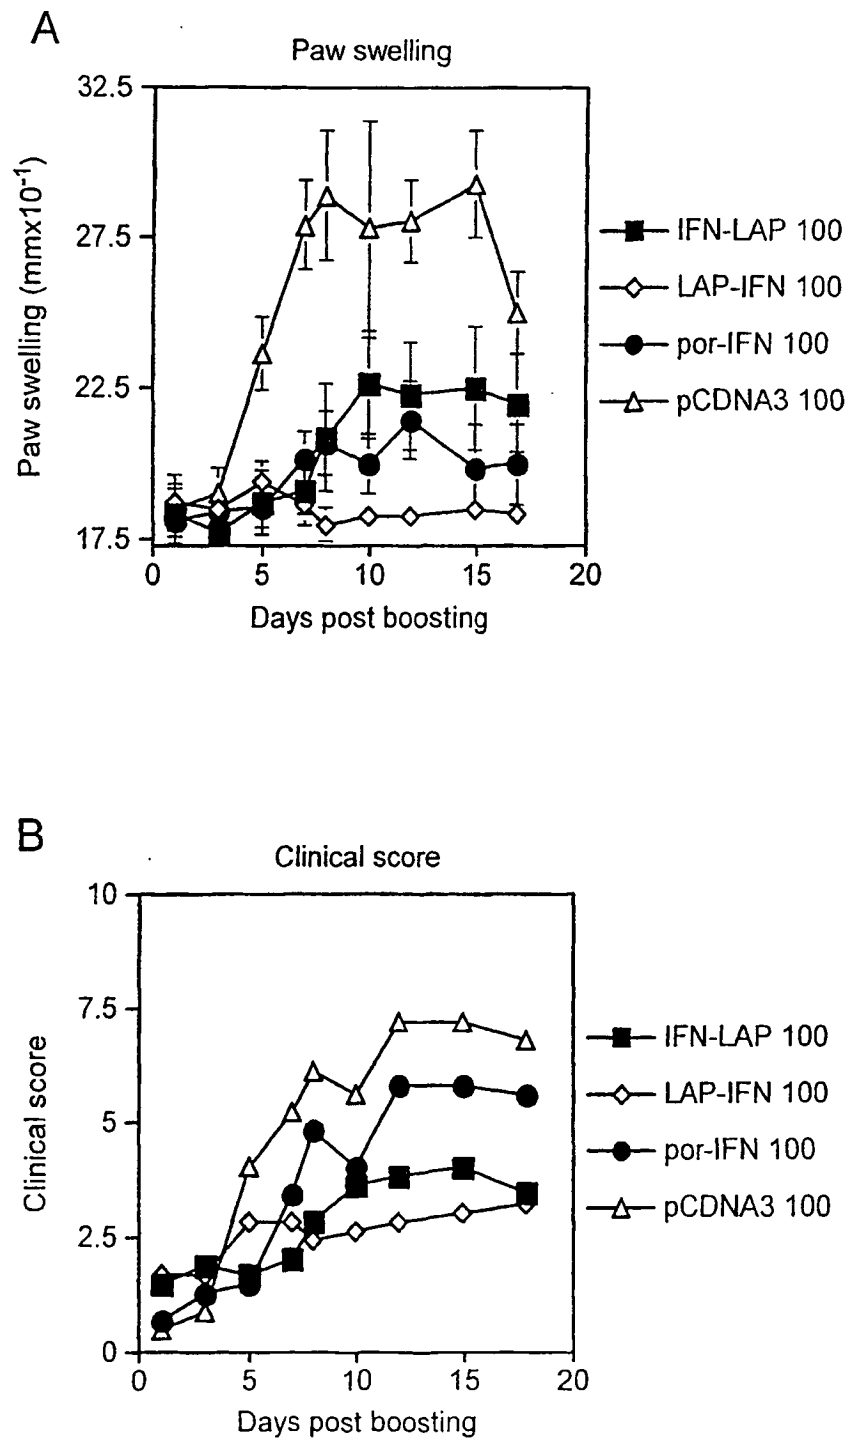 A
Paw swelling
32.5
27.5
22.5
17.5
Paw swelling (mmx10⁻¹)
0 5 10 15 20
Days post boosting
IFN-LAP 100
LAP-IFN 100
por-IFN 100
pCDNA3 100
B
Clinical score
10
7.5
5
2.5
0
Clinical score
0 5 10 15 20
Days post boosting
IFN-LAP 100
LAP-IFN 100
por-IFN 100
pCDNA3 100